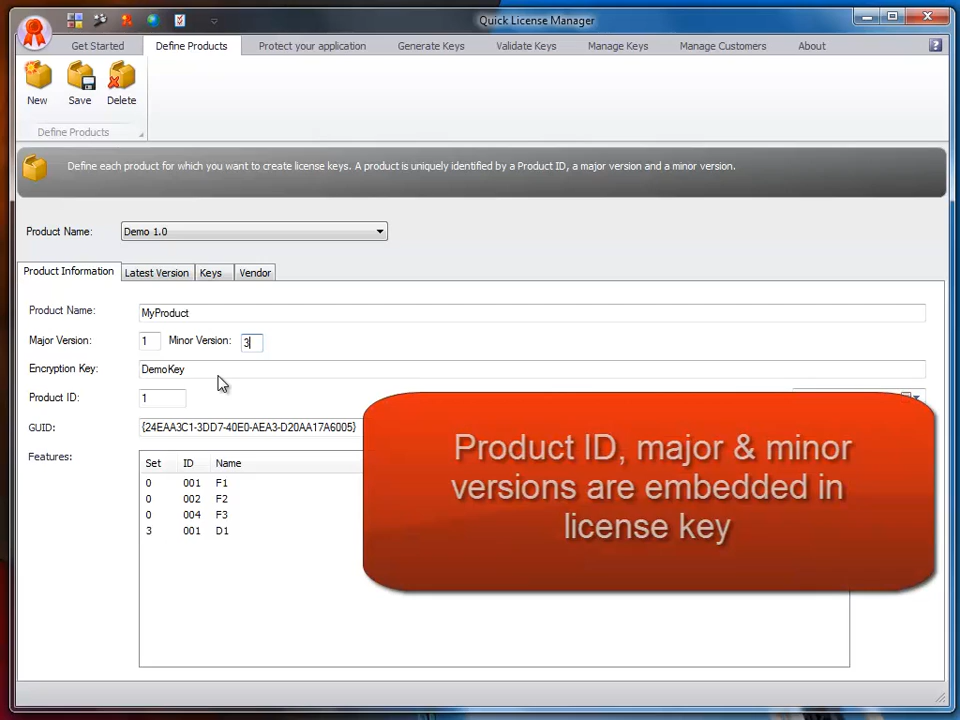 Quick License Manager
Get Started Define Products Protect your application Generate Keys Validate Keys Manage Keys Manage Customers About
New Save Delete
Define Products
Define each product for which you want to create license keys. A product is uniquely identified by a Product ID, a major version and a minor version.
Product Name: Demo 1.0
Product Information Latest Version Keys Vendor
Product Name: MyProduct
Major Version: 1 Minor Version: 3
Encryption Key: DemoKey
Product ID: 1
GUID: {24EAA3C1-3DD7-40E0-AEA3-D20AA17A6005}
Features: Set ID Name
0 001 F1
0 002 F2
0 004 F3
3 001 D1
Product ID, major & minor
versions are embedded in
license key